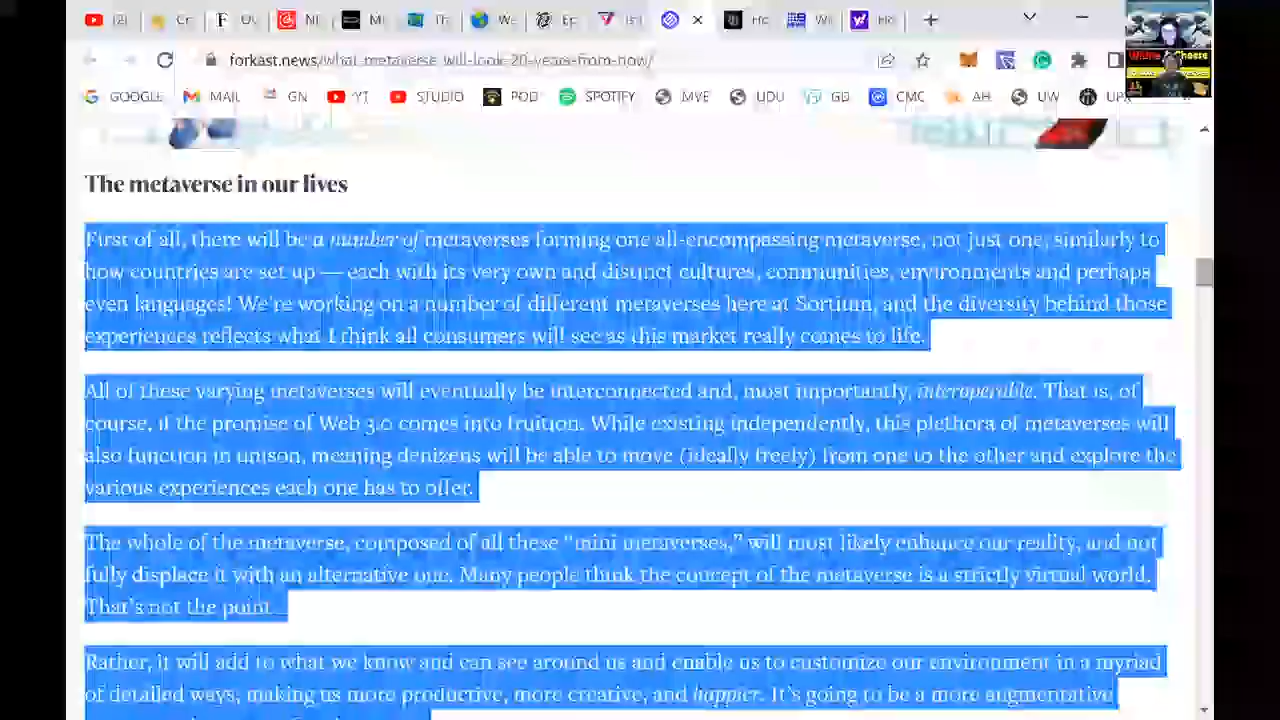 forkast.news/what-metaverse-will-look-20-years-from-now/
GOOGLE MAIL GN YT STUDIO POD SPOTIFY MVE UDU GD CMC AH UW UPX
The metaverse in our lives
First of all, there will be a number of metaverses forming one all-encompassing metaverse, not just one, similarly to
how countries are set up — each with its very own and distinct cultures, communities, environments and perhaps
even languages! We're working on a number of different metaverses here at Sortium, and the diversity behind those
experiences reflects what I think all consumers will see as this market really comes to life.
All of these varying metaverses will eventually be interconnected and, most importantly, interoperable. That is, of
course, if the promise of Web 3.0 comes into fruition. While existing independently, this plethora of metaverses will
also function in unison, meaning denizens will be able to move (ideally freely) from one to the other and explore the
various experiences each one has to offer.
The whole of the metaverse, composed of all these “mini metaverses,” will most likely enhance our reality, and not
fully displace it with an alternative one. Many people think the concept of the metaverse is a strictly virtual world.
That's not the point.
Rather, it will add to what we know and can see around us and enable us to customize our environment in a myriad
of detailed ways, making us more productive, more creative, and happier. It's going to be a more augmentative